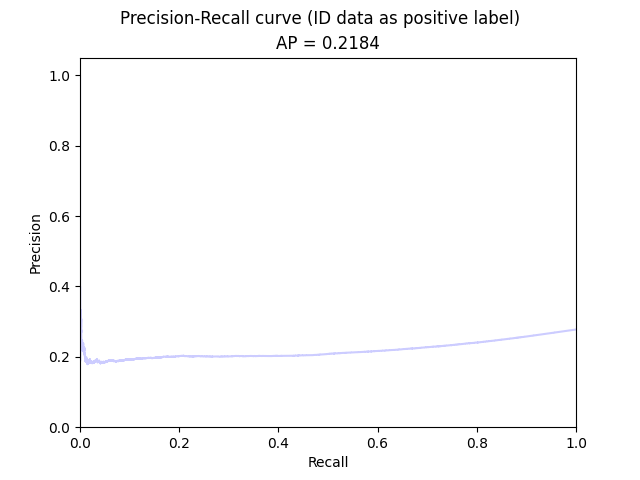 Precision-Recall curve (ID data as positive label)
AP = 0.2184
1.0
0.8
0.6
0.4
0.2
0.0
Precision
0.0 0.2 0.4 0.6 0.8 1.0
Recall